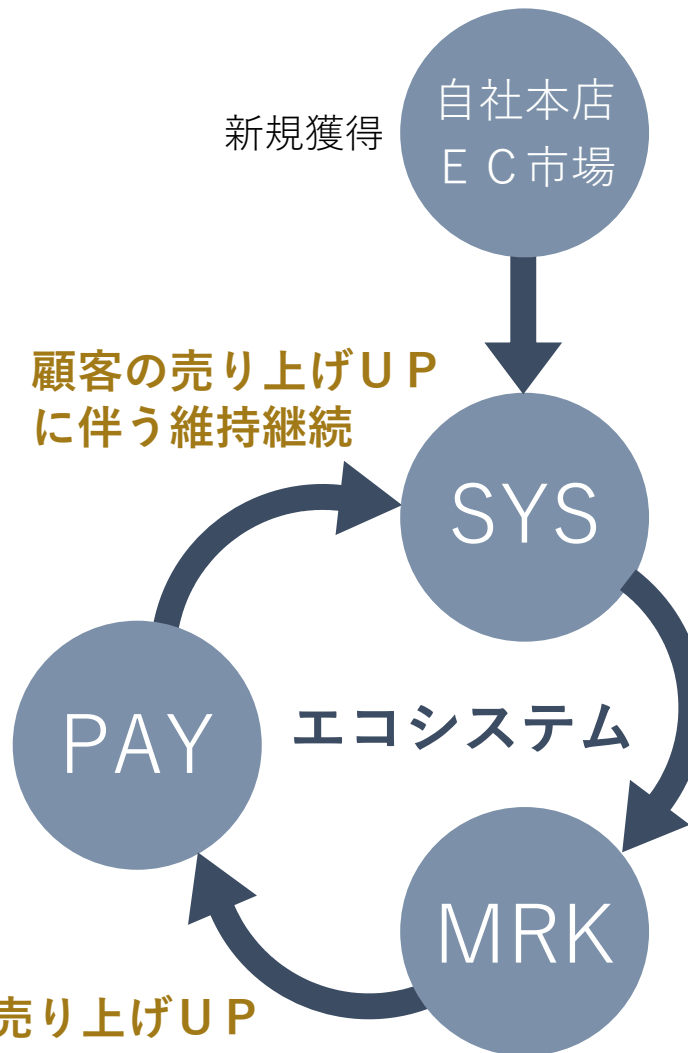 自社本店
ＥＣ市場
新規獲得
顧客の売り上げＵＰ
に伴う維持継続
SYS
PAY
エコシステム
MRK
売り上げＵＰ